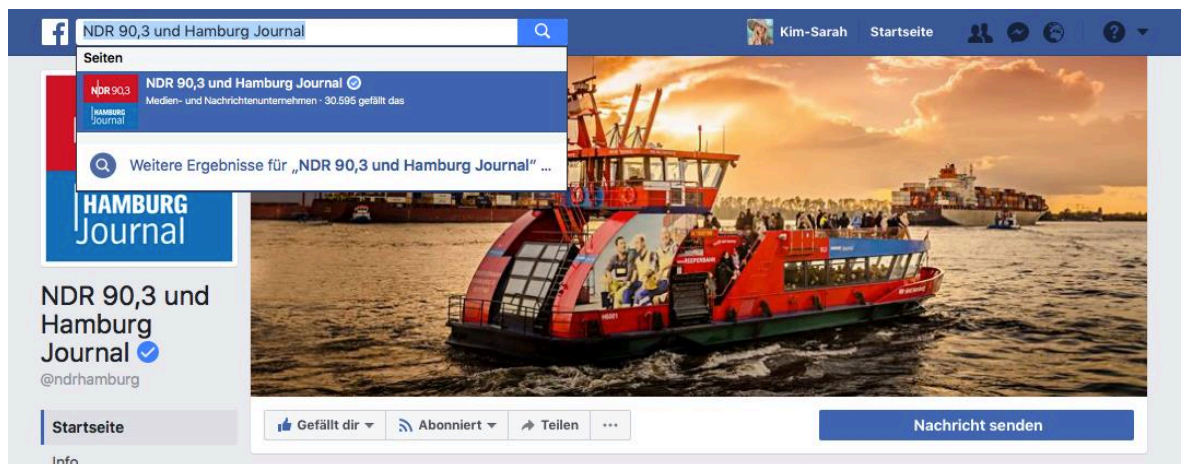 NDR 90,3 und Hamburg Journal
Kim-Sarah
Startseite
Seiten
NDR 90,3
HAMBURG
Journal
NDR 90,3 und Hamburg Journal
Medien- und Nachrichtenunternehmen · 30.595 gefällt das
Weitere Ergebnisse für „NDR 90,3 und Hamburg Journal“ ...
HAMBURG
Journal
NDR 90,3 und
Hamburg
Journal
@ndrhamburg
Startseite
Info
Gefällt dir
Abonniert
Teilen
Nachricht senden